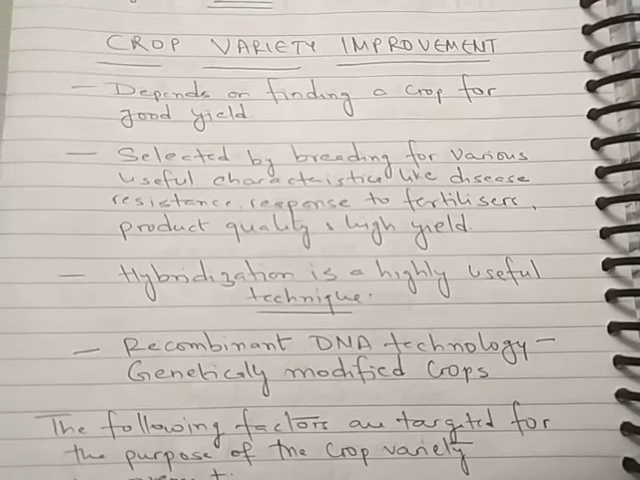 CROP VARIETY IMPROVEMENT
- Depends on finding a crop for
good yield
- Selected by breeding for various
useful characteristics like disease
resistance, response to fertilisers,
product quality & high yield.
- Hybridization is a highly useful
technique.
- Recombinant DNA technology -
Genetically modified crops
The following factors are targeted for
the purpose of the crop variety